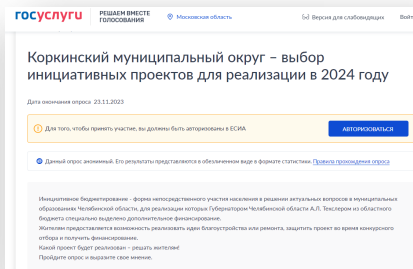 госуслуги
РЕШАЕМ ВМЕСТЕ
ГОЛОСОВАНИЯ
Московская область
Версия для слабовидящих
Войт
Коркинский муниципальный округ – выбор
инициативных проектов для реализации в 2024 году
Дата окончания опроса 23.11.2023
Для того, чтобы принять участие, вы должны быть авторизованы в ЕСИА
АВТОРИЗОВАТЬСЯ
Данный опрос анонимный. Его результаты представляются в обезличенном виде в формате статистики. Правила прохождения опроса
Инициативное бюджетирование - форма непосредственного участия населения в решении актуальных вопросов в муниципальных
образованиях Челябинской области, для реализации которых Губернатором Челябинской области А.Л. Текслером из областного
бюджета специально выделено дополнительное финансирование.
Жителям предоставляется возможность реализовать идеи благоустройства или ремонта, защитить проект во время конкурсного
отбора и получить финансирование.
Какой проект будет реализован – решать жителям!
Пройдите опрос и выразите свое мнение.